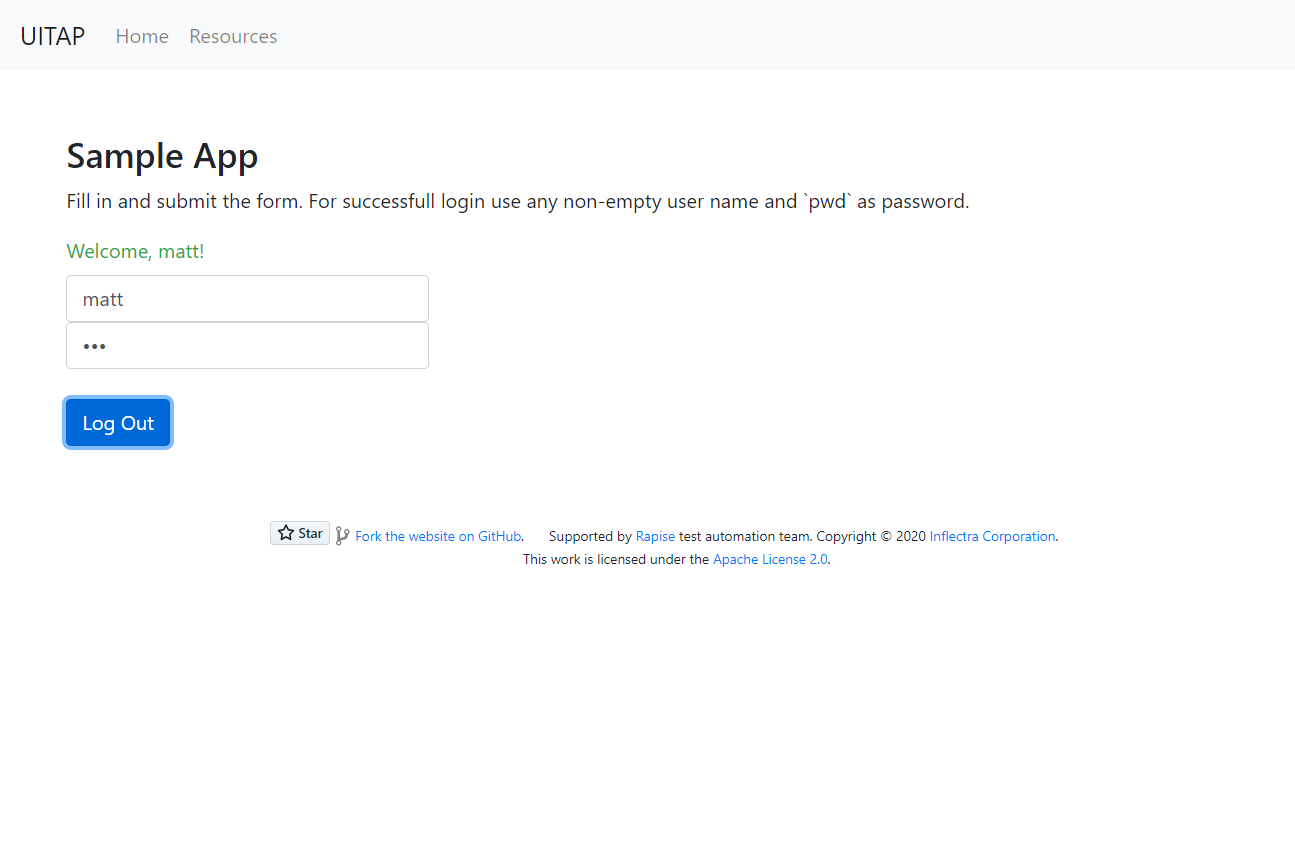 UITAP Home Resources
Sample App
Fill in and submit the form. For successfull login use any non-empty user name and `pwd` as password.
Welcome, matt!
matt
•••
Log Out
Star Fork the website on GitHub. Supported by Rapise test automation team. Copyright © 2020 Inflectra Corporation.
This work is licensed under the Apache License 2.0.